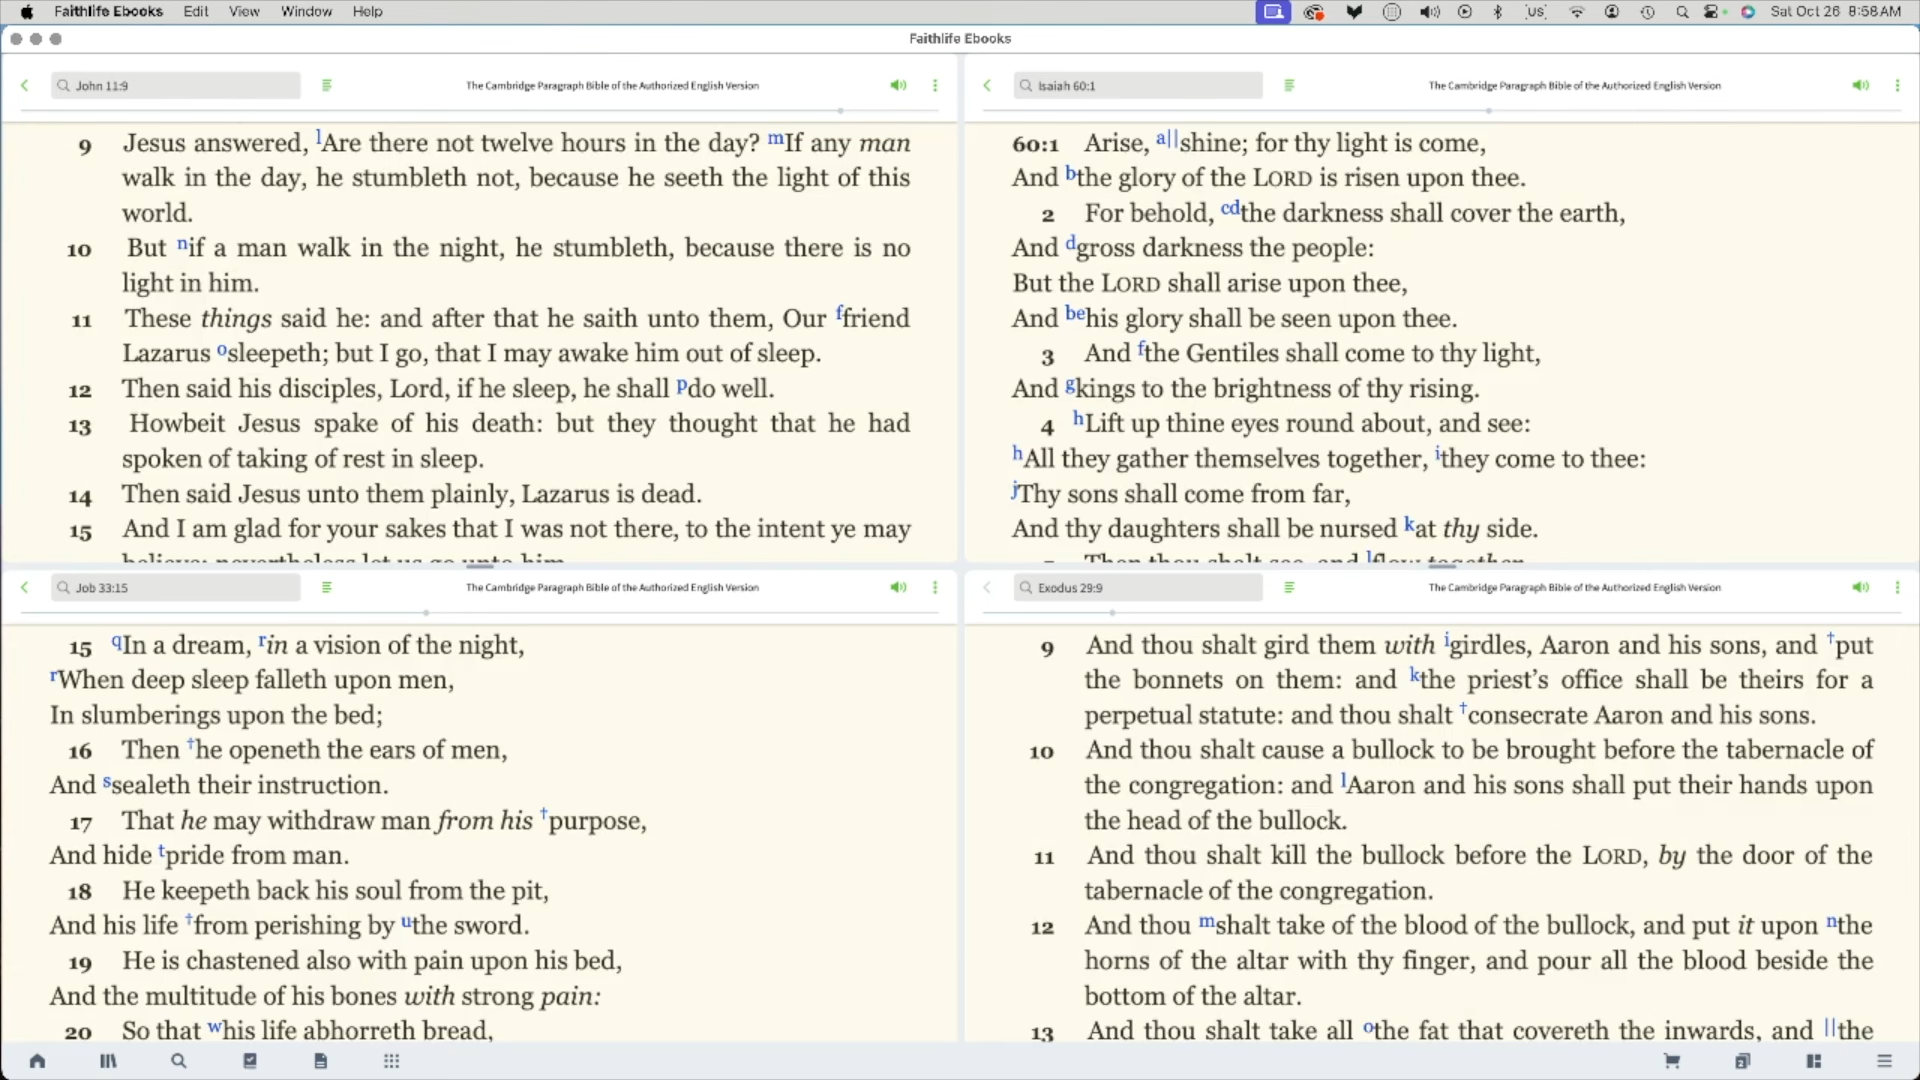 Faithlife Ebooks Edit View Window Help
US Sat Oct 26 8:58 AM
Faithlife Ebooks
John 11:9
The Cambridge Paragraph Bible of the Authorized English Version
9 Jesus answered, lAre there not twelve hours in the day? mIf any man
walk in the day, he stumbleth not, because he seeth the light of this
world.
10 But nif a man walk in the night, he stumbleth, because there is no
light in him.
11 These things said he: and after that he saith unto them, Our ffriend
Lazarus osleepeth; but I go, that I may awake him out of sleep.
12 Then said his disciples, Lord, if he sleep, he shall pdo well.
13 Howbeit Jesus spake of his death: but they thought that he had
spoken of taking of rest in sleep.
14 Then said Jesus unto them plainly, Lazarus is dead.
15 And I am glad for your sakes that I was not there, to the intent ye may
believe; nevertheless let us go unto him.
Isaiah 60:1
The Cambridge Paragraph Bible of the Authorized English Version
60:1 Arise, a||shine; for thy light is come,
And bthe glory of the LORD is risen upon thee.
2 For behold, cdthe darkness shall cover the earth,
And dgross darkness the people:
But the LORD shall arise upon thee,
And behis glory shall be seen upon thee.
3 And fthe Gentiles shall come to thy light,
And gkings to the brightness of thy rising.
4 hLift up thine eyes round about, and see:
hAll they gather themselves together, ithey come to thee:
jThy sons shall come from far,
And thy daughters shall be nursed kat thy side.
Then thou shalt see, and lflow together,
Job 33:15
The Cambridge Paragraph Bible of the Authorized English Version
15 qIn a dream, rin a vision of the night,
rWhen deep sleep falleth upon men,
In slumberings upon the bed;
16 Then †he openeth the ears of men,
And ssealeth their instruction.
17 That he may withdraw man from his †purpose,
And hide tpride from man.
18 He keepeth back his soul from the pit,
And his life †from perishing by uthe sword.
19 He is chastened also with pain upon his bed,
And the multitude of his bones with strong pain:
20 So that whis life abhorreth bread,
Exodus 29:9
The Cambridge Paragraph Bible of the Authorized English Version
9 And thou shalt gird them with igirdles, Aaron and his sons, and †put
the bonnets on them: and kthe priest’s office shall be theirs for a
perpetual statute: and thou shalt †consecrate Aaron and his sons.
10 And thou shalt cause a bullock to be brought before the tabernacle of
the congregation: and lAaron and his sons shall put their hands upon
the head of the bullock.
11 And thou shalt kill the bullock before the LORD, by the door of the
tabernacle of the congregation.
12 And thou mshalt take of the blood of the bullock, and put it upon nthe
horns of the altar with thy finger, and pour all the blood beside the
bottom of the altar.
13 And thou shalt take all othe fat that covereth the inwards, and ||the